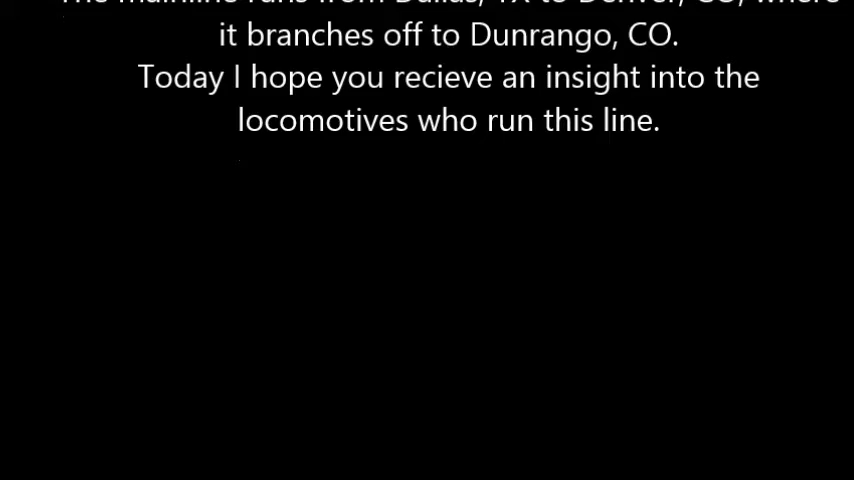 The mainline runs from Dallas, TX to Denver, CO, where
it branches off to Dunrango, CO.
Today I hope you recieve an insight into the
locomotives who run this line.